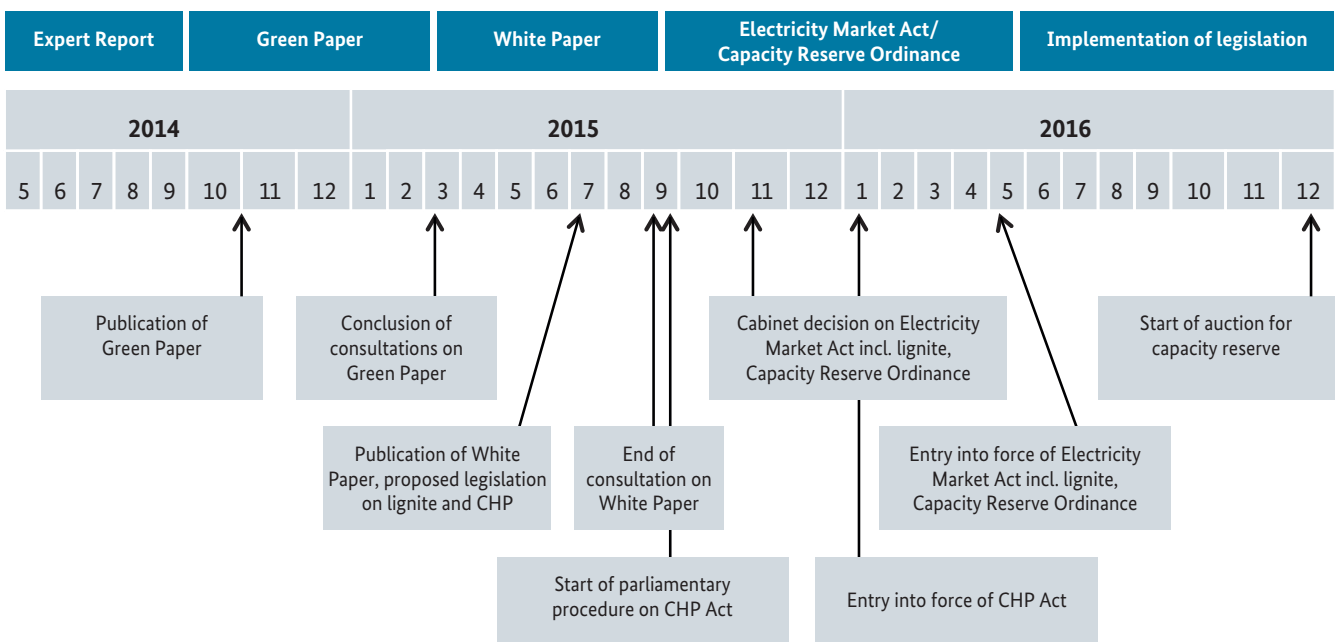 Expert Report
Green Paper
White Paper
Electricity Market Act/
Capacity Reserve Ordinance
Implementation of legislation
2014
2015
2016
5 6 7 8 9 10 11 12 1 2 3 4 5 6 7 8 9 10 11 12 1 2 3 4 5 6 7 8 9 10 11 12
Publication of
Green Paper
Conclusion of
consultations on
Green Paper
Cabinet decision on Electricity
Market Act incl. lignite,
Capacity Reserve Ordinance
Start of auction for
capacity reserve
Publication of White
Paper, proposed legislation
on lignite and CHP
End of
consultation on
White Paper
Entry into force of Electricity
Market Act incl. lignite,
Capacity Reserve Ordinance
Start of parliamentary
procedure on CHP Act
Entry into force of CHP Act